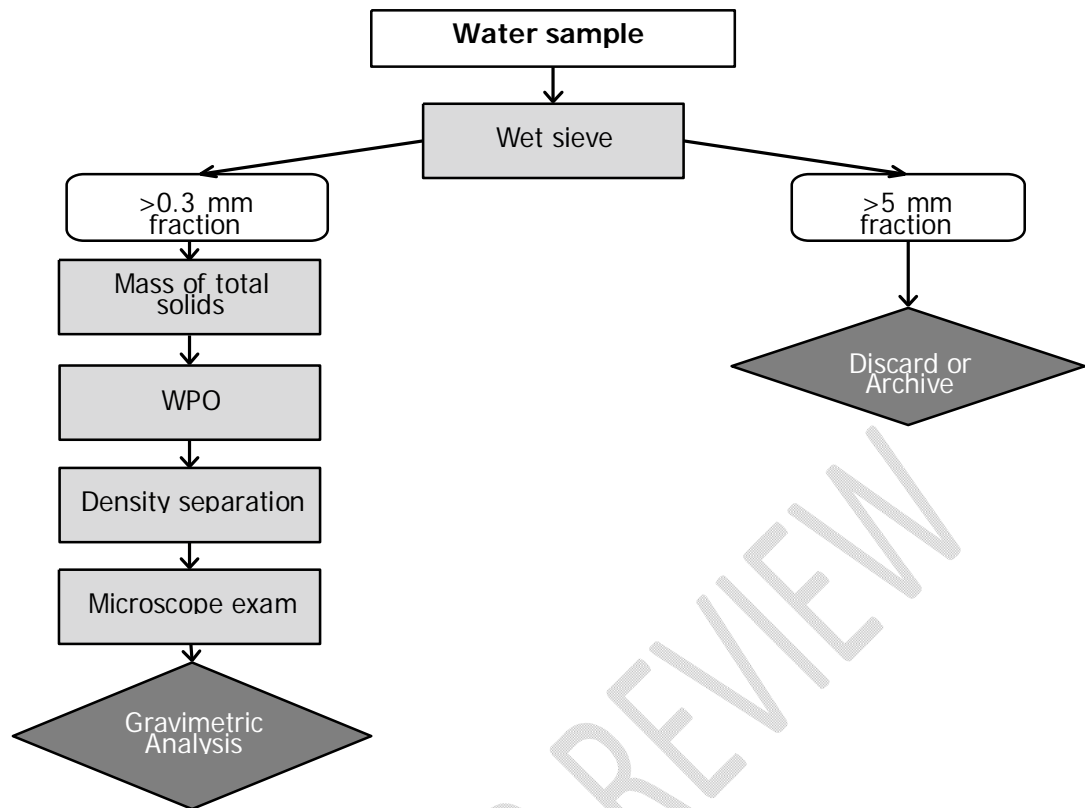 Water sample
Wet sieve
>0.3 mm
fraction
>5 mm
fraction
Mass of total
solids
WPO
Density separation
Microscope exam
Gravimetric
Analysis
Discard or
Archive
REVIEW